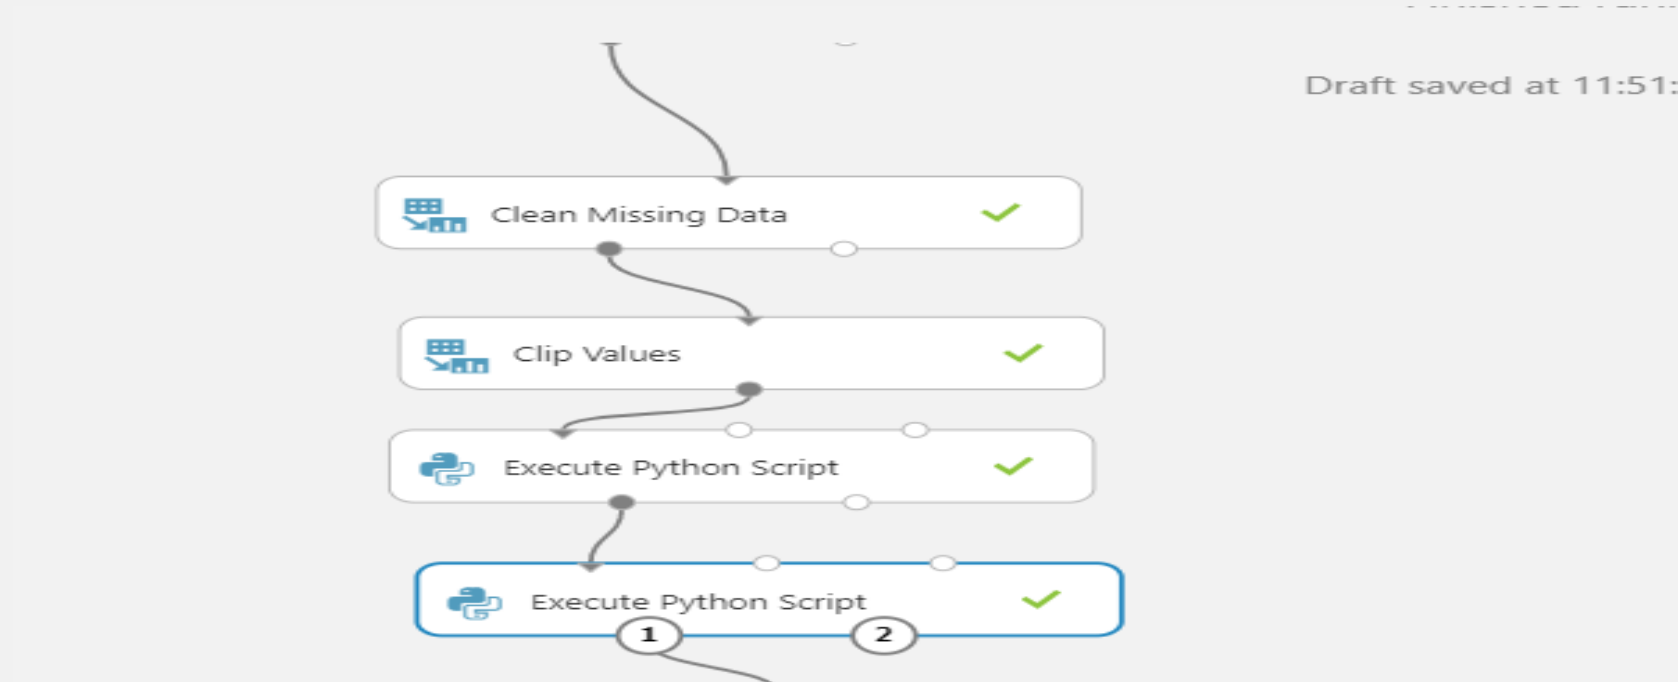 Draft saved at 11:51:
Clean Missing Data
Clip Values
Execute Python Script
Execute Python Script
1
2